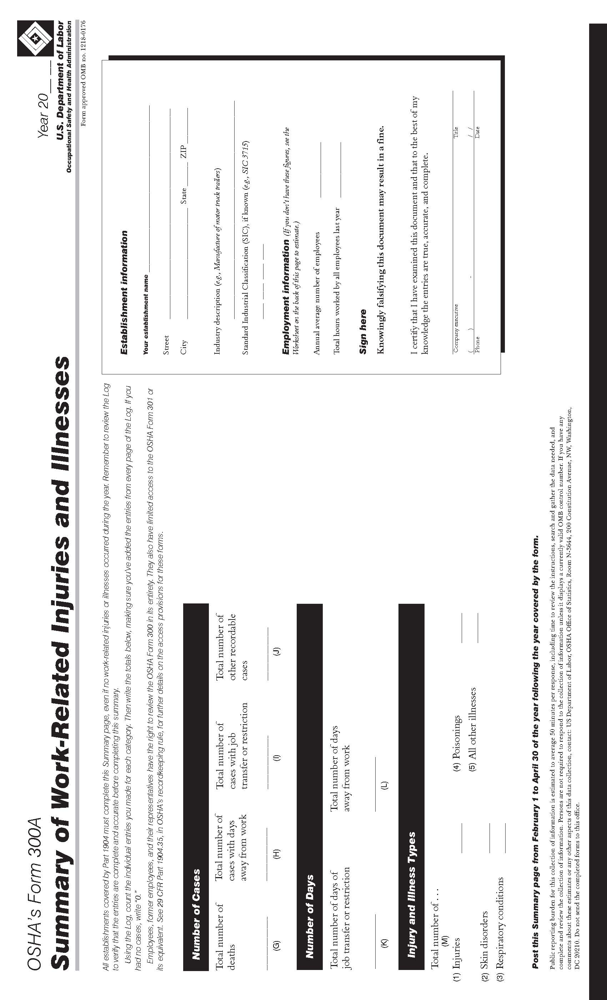 OSHA's Form 300A
Year 20__ __
Summary of Work-Related Injuries and Illnesses
U.S. Department of Labor
Occupational Safety and Health Administration
Form approved OMB no. 1218-0176
All establishments covered by Part 1904 must complete this Summary page, even if no work-related injuries or illnesses occurred during the year. Remember to review the Log
to verify that the entries are complete and accurate before completing this summary.
Using the Log, count the individual entries you made for each category. Then write the totals below, making sure you've added the entries from every page of the Log. If you
had no cases, write “0.”
Employees, former employees, and their representatives have the right to review the OSHA Form 300 in its entirety. They also have limited access to the OSHA Form 301 or
its equivalent. See 29 CFR Part 1904.35, in OSHA's recordkeeping rule, for further details on the access provisions for these forms.
Number of Cases
Total number of
deaths
Total number of
cases with days
away from work
Total number of
cases with job
transfer or restriction
Total number of
other recordable
cases
(G)
(H)
(I)
(J)
Number of Days
Total number of days of
job transfer or restriction
Total number of days
away from work
(K)
(L)
Injury and Illness Types
Total number of . . .
(M)
(1) Injuries
(2) Skin disorders
(3) Respiratory conditions
(4) Poisonings
(5) All other illnesses
Establishment information
Your establishment name
Street
City State ZIP
Industry description (e.g., Manufacture of motor truck trailers)
Standard Industrial Classification (SIC), if known (e.g., SIC 3715)
Employment information (If you don't have these figures, see the
Worksheet on the back of this page to estimate.)
Annual average number of employees
Total hours worked by all employees last year
Sign here
Knowingly falsifying this document may result in a fine.
I certify that I have examined this document and that to the best of my
knowledge the entries are true, accurate, and complete.
Company executive Title
( ) - / /
Phone Date
Post this Summary page from February 1 to April 30 of the year following the year covered by the form.
Public reporting burden for this collection of information is estimated to average 50 minutes per response, including time to review the instructions, search and gather the data needed, and
complete and review the collection of information. Persons are not required to respond to the collection of information unless it displays a currently valid OMB control number. If you have any
comments about these estimates or any other aspects of this data collection, contact: US Department of Labor, OSHA Office of Statistics, Room N-3644, 200 Constitution Avenue, NW, Washington,
DC 20210. Do not send the completed forms to this office.